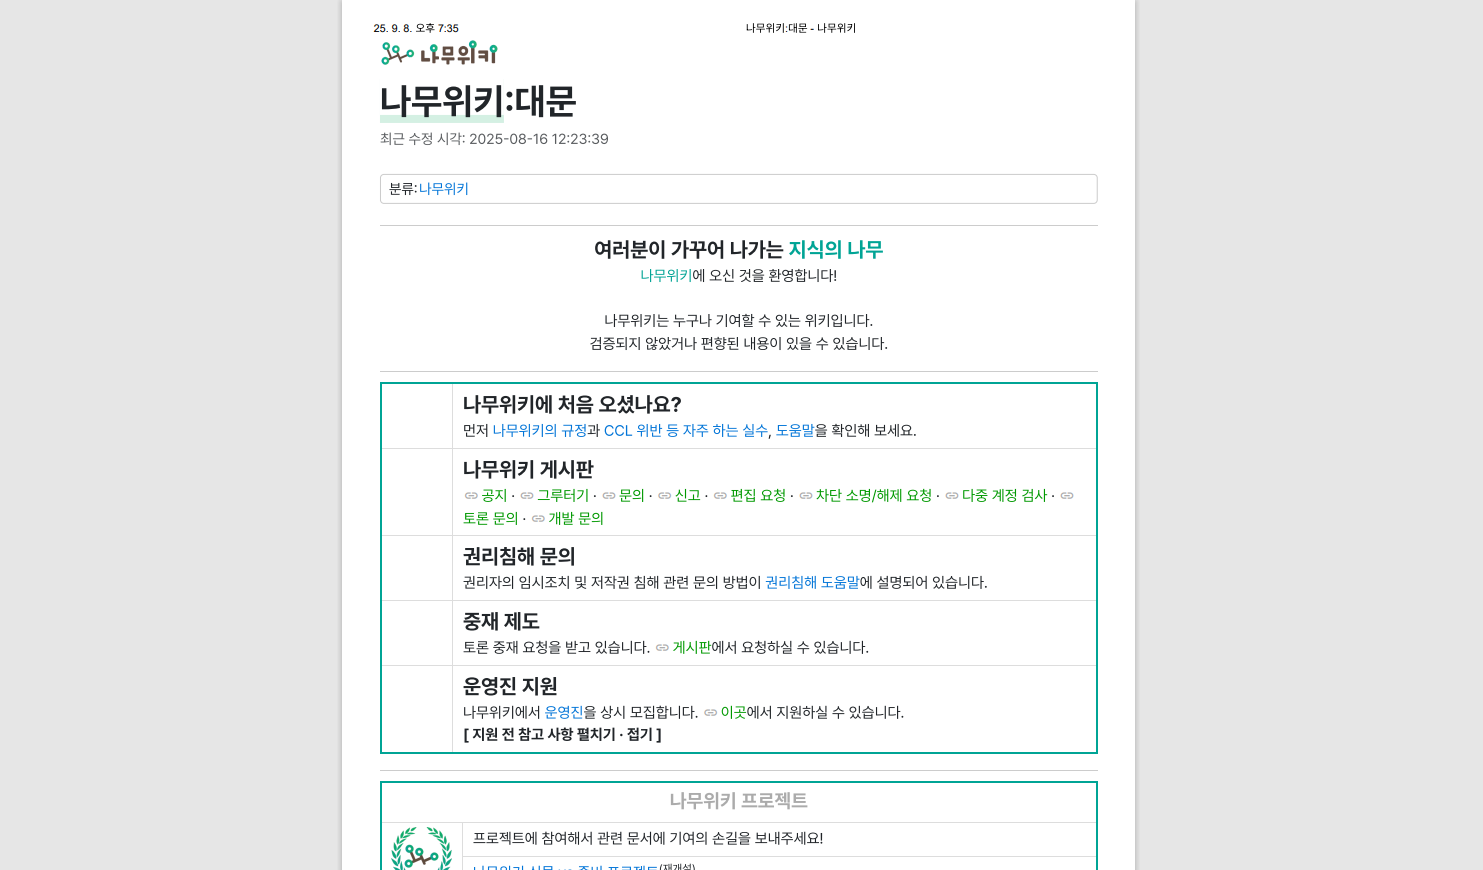 25. 9. 8. 오후 7:35
나무위키:대문 - 나무위키
나무위키
나무위키:대문
최근 수정 시각: 2025-08-16 12:23:39
분류:나무위키
여러분이 가꾸어 나가는 지식의 나무
나무위키에 오신 것을 환영합니다!
나무위키는 누구나 기여할 수 있는 위키입니다.
검증되지 않았거나 편향된 내용이 있을 수 있습니다.
나무위키에 처음 오셨나요?
먼저 나무위키의 규정과 CCL 위반 등 자주 하는 실수, 도움말을 확인해 보세요.
나무위키 게시판
공지 · 그루터기 · 문의 · 신고 · 편집 요청 · 차단 소명/해제 요청 · 다중 계정 검사 ·
토론 문의 · 개발 문의
권리침해 문의
권리자의 임시조치 및 저작권 침해 관련 문의 방법이 권리침해 도움말에 설명되어 있습니다.
중재 제도
토론 중재 요청을 받고 있습니다. 게시판에서 요청하실 수 있습니다.
운영진 지원
나무위키에서 운영진을 상시 모집합니다. 이곳에서 지원하실 수 있습니다.
[ 지원 전 참고 사항 펼치기 · 접기 ]
나무위키 프로젝트
프로젝트에 참여해서 관련 문서에 기여의 손길을 보내주세요!